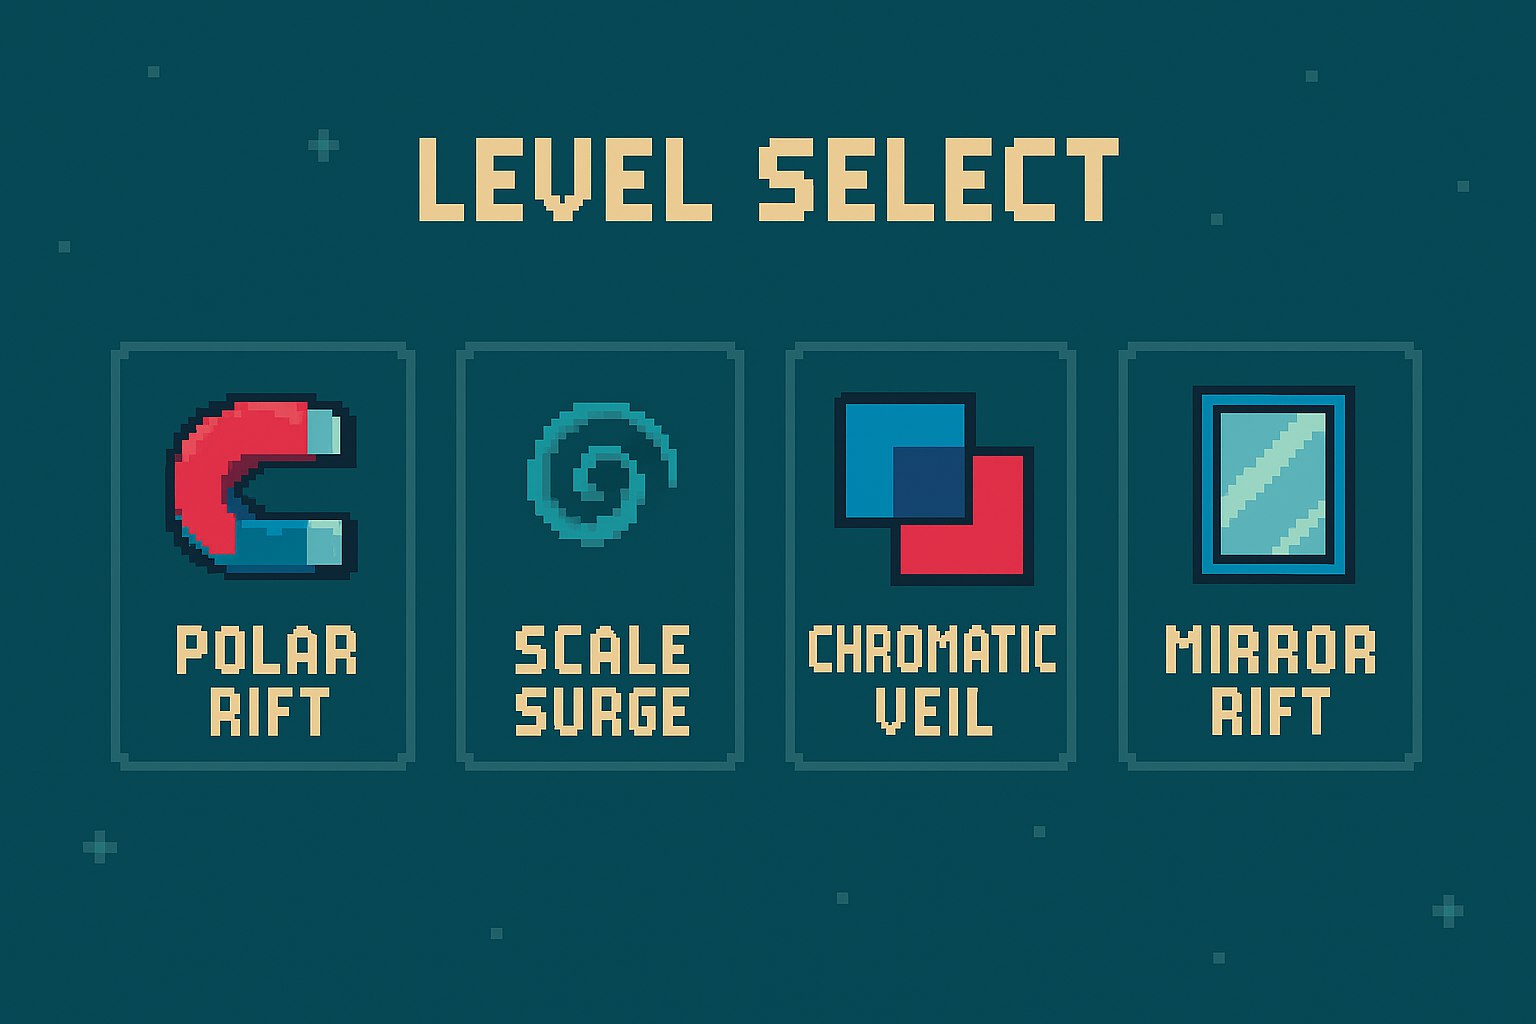 LEVEL SELECT
POLAR
RIFT
SCALE
SURGE
CHROMATIC
VEIL
MIRROR
RIFT